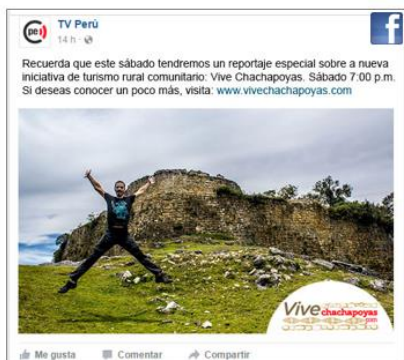 pe
TV Perú
14 h ·
f
Recuerda que este sábado tendremos un reportaje especial sobre a nueva
iniciativa de turismo rural comunitario: Vive Chachapoyas. Sábado 7:00 p.m.
Si deseas conocer un poco más, visita: www.vivechachapoyas.com
Vive chachapoyas
.com
Me gusta Comentar Compartir